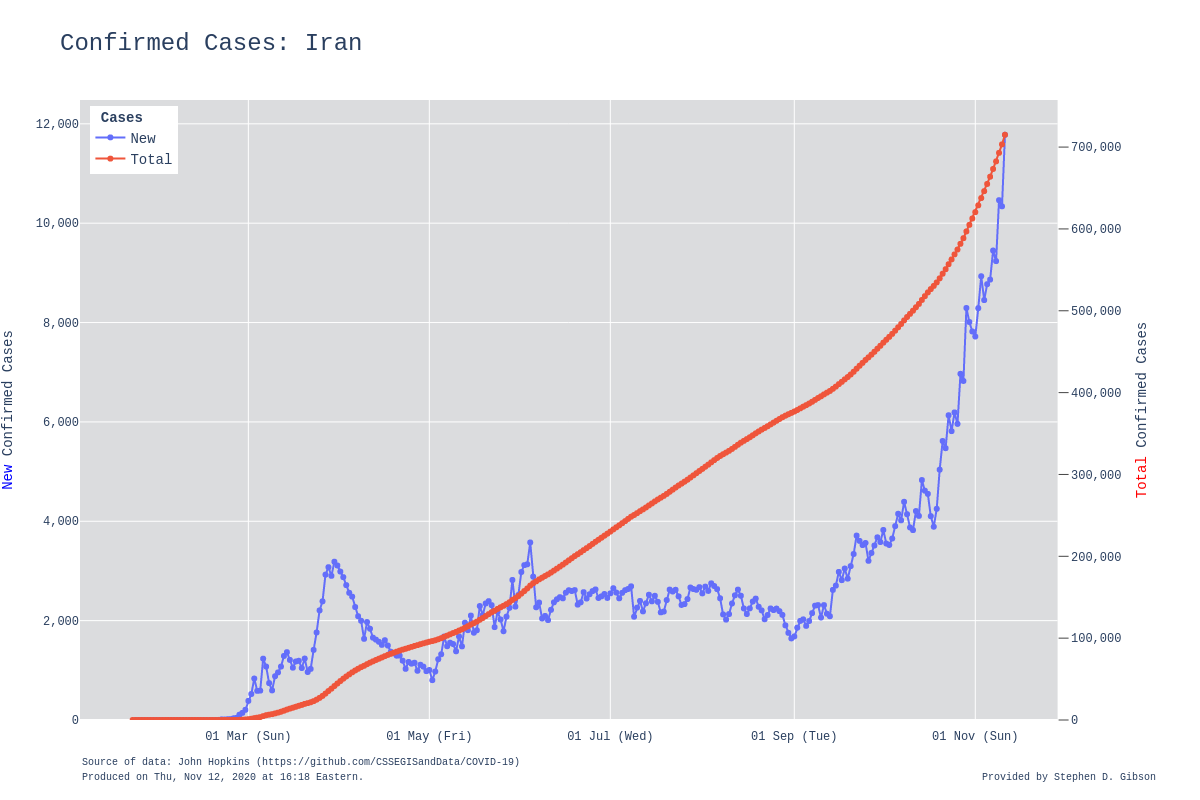 Confirmed Cases: Iran
Cases
New
Total
12,000
10,000
8,000
6,000
4,000
2,000
0
New Confirmed Cases
700,000
600,000
500,000
400,000
300,000
200,000
100,000
0
Total Confirmed Cases
01 Mar (Sun)
01 May (Fri)
01 Jul (Wed)
01 Sep (Tue)
01 Nov (Sun)
Source of data: John Hopkins (https://github.com/CSSEGISandData/COVID-19)
Produced on Thu, Nov 12, 2020 at 16:18 Eastern.
Provided by Stephen D. Gibson